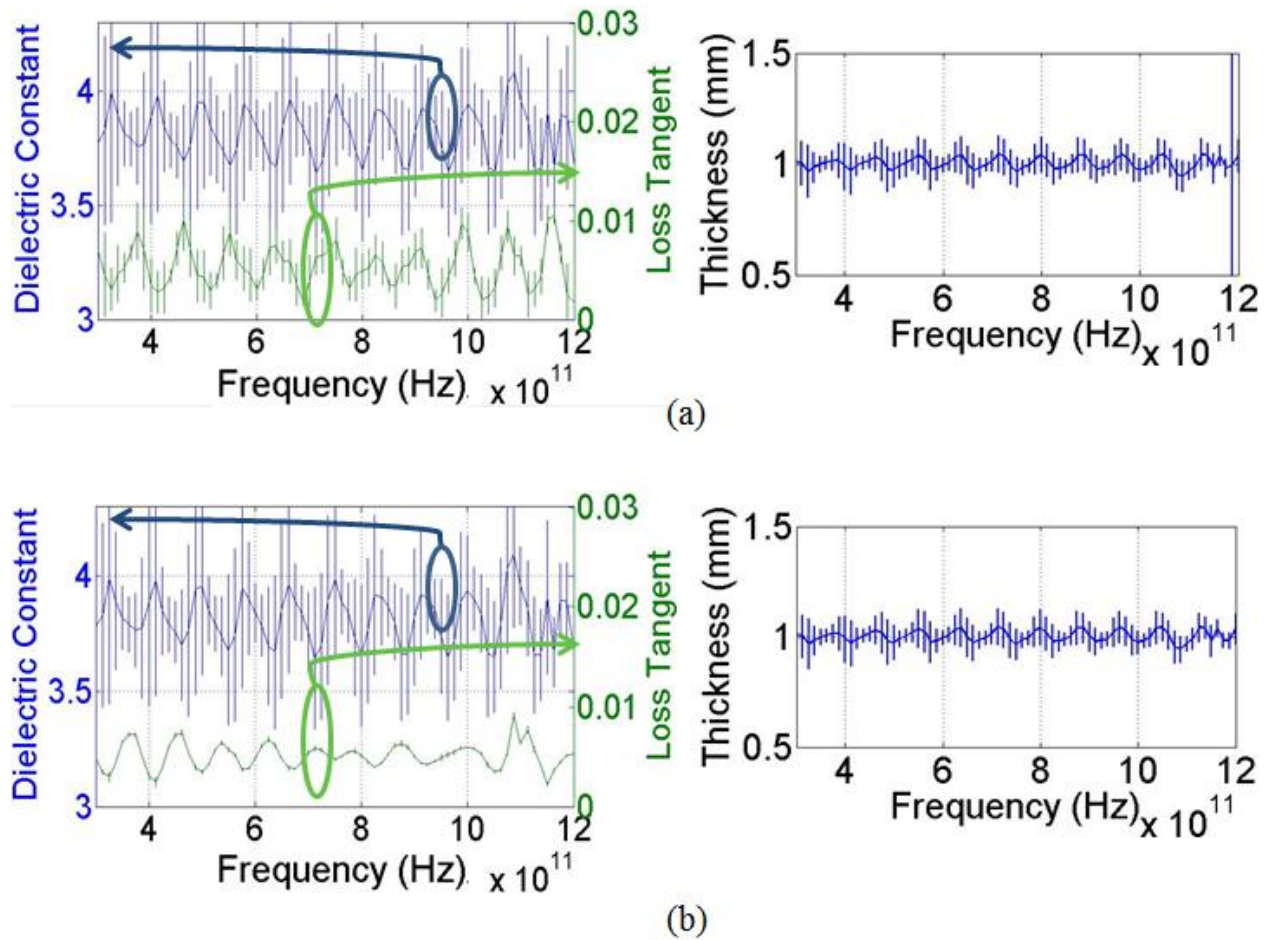 Dielectric Constant
4
3.5
3
0.03
0.02
0.01
0
Loss Tangent
4 6 8 10 12
Frequency (Hz) x 10^11
Thickness (mm)
1.5
1
0.5
4 6 8 10 12
Frequency (Hz) x 10^11
(a)
Dielectric Constant
4
3.5
3
0.03
0.02
0.01
0
Loss Tangent
4 6 8 10 12
Frequency (Hz) x 10^11
Thickness (mm)
1.5
1
0.5
4 6 8 10 12
Frequency (Hz) x 10^11
(b)